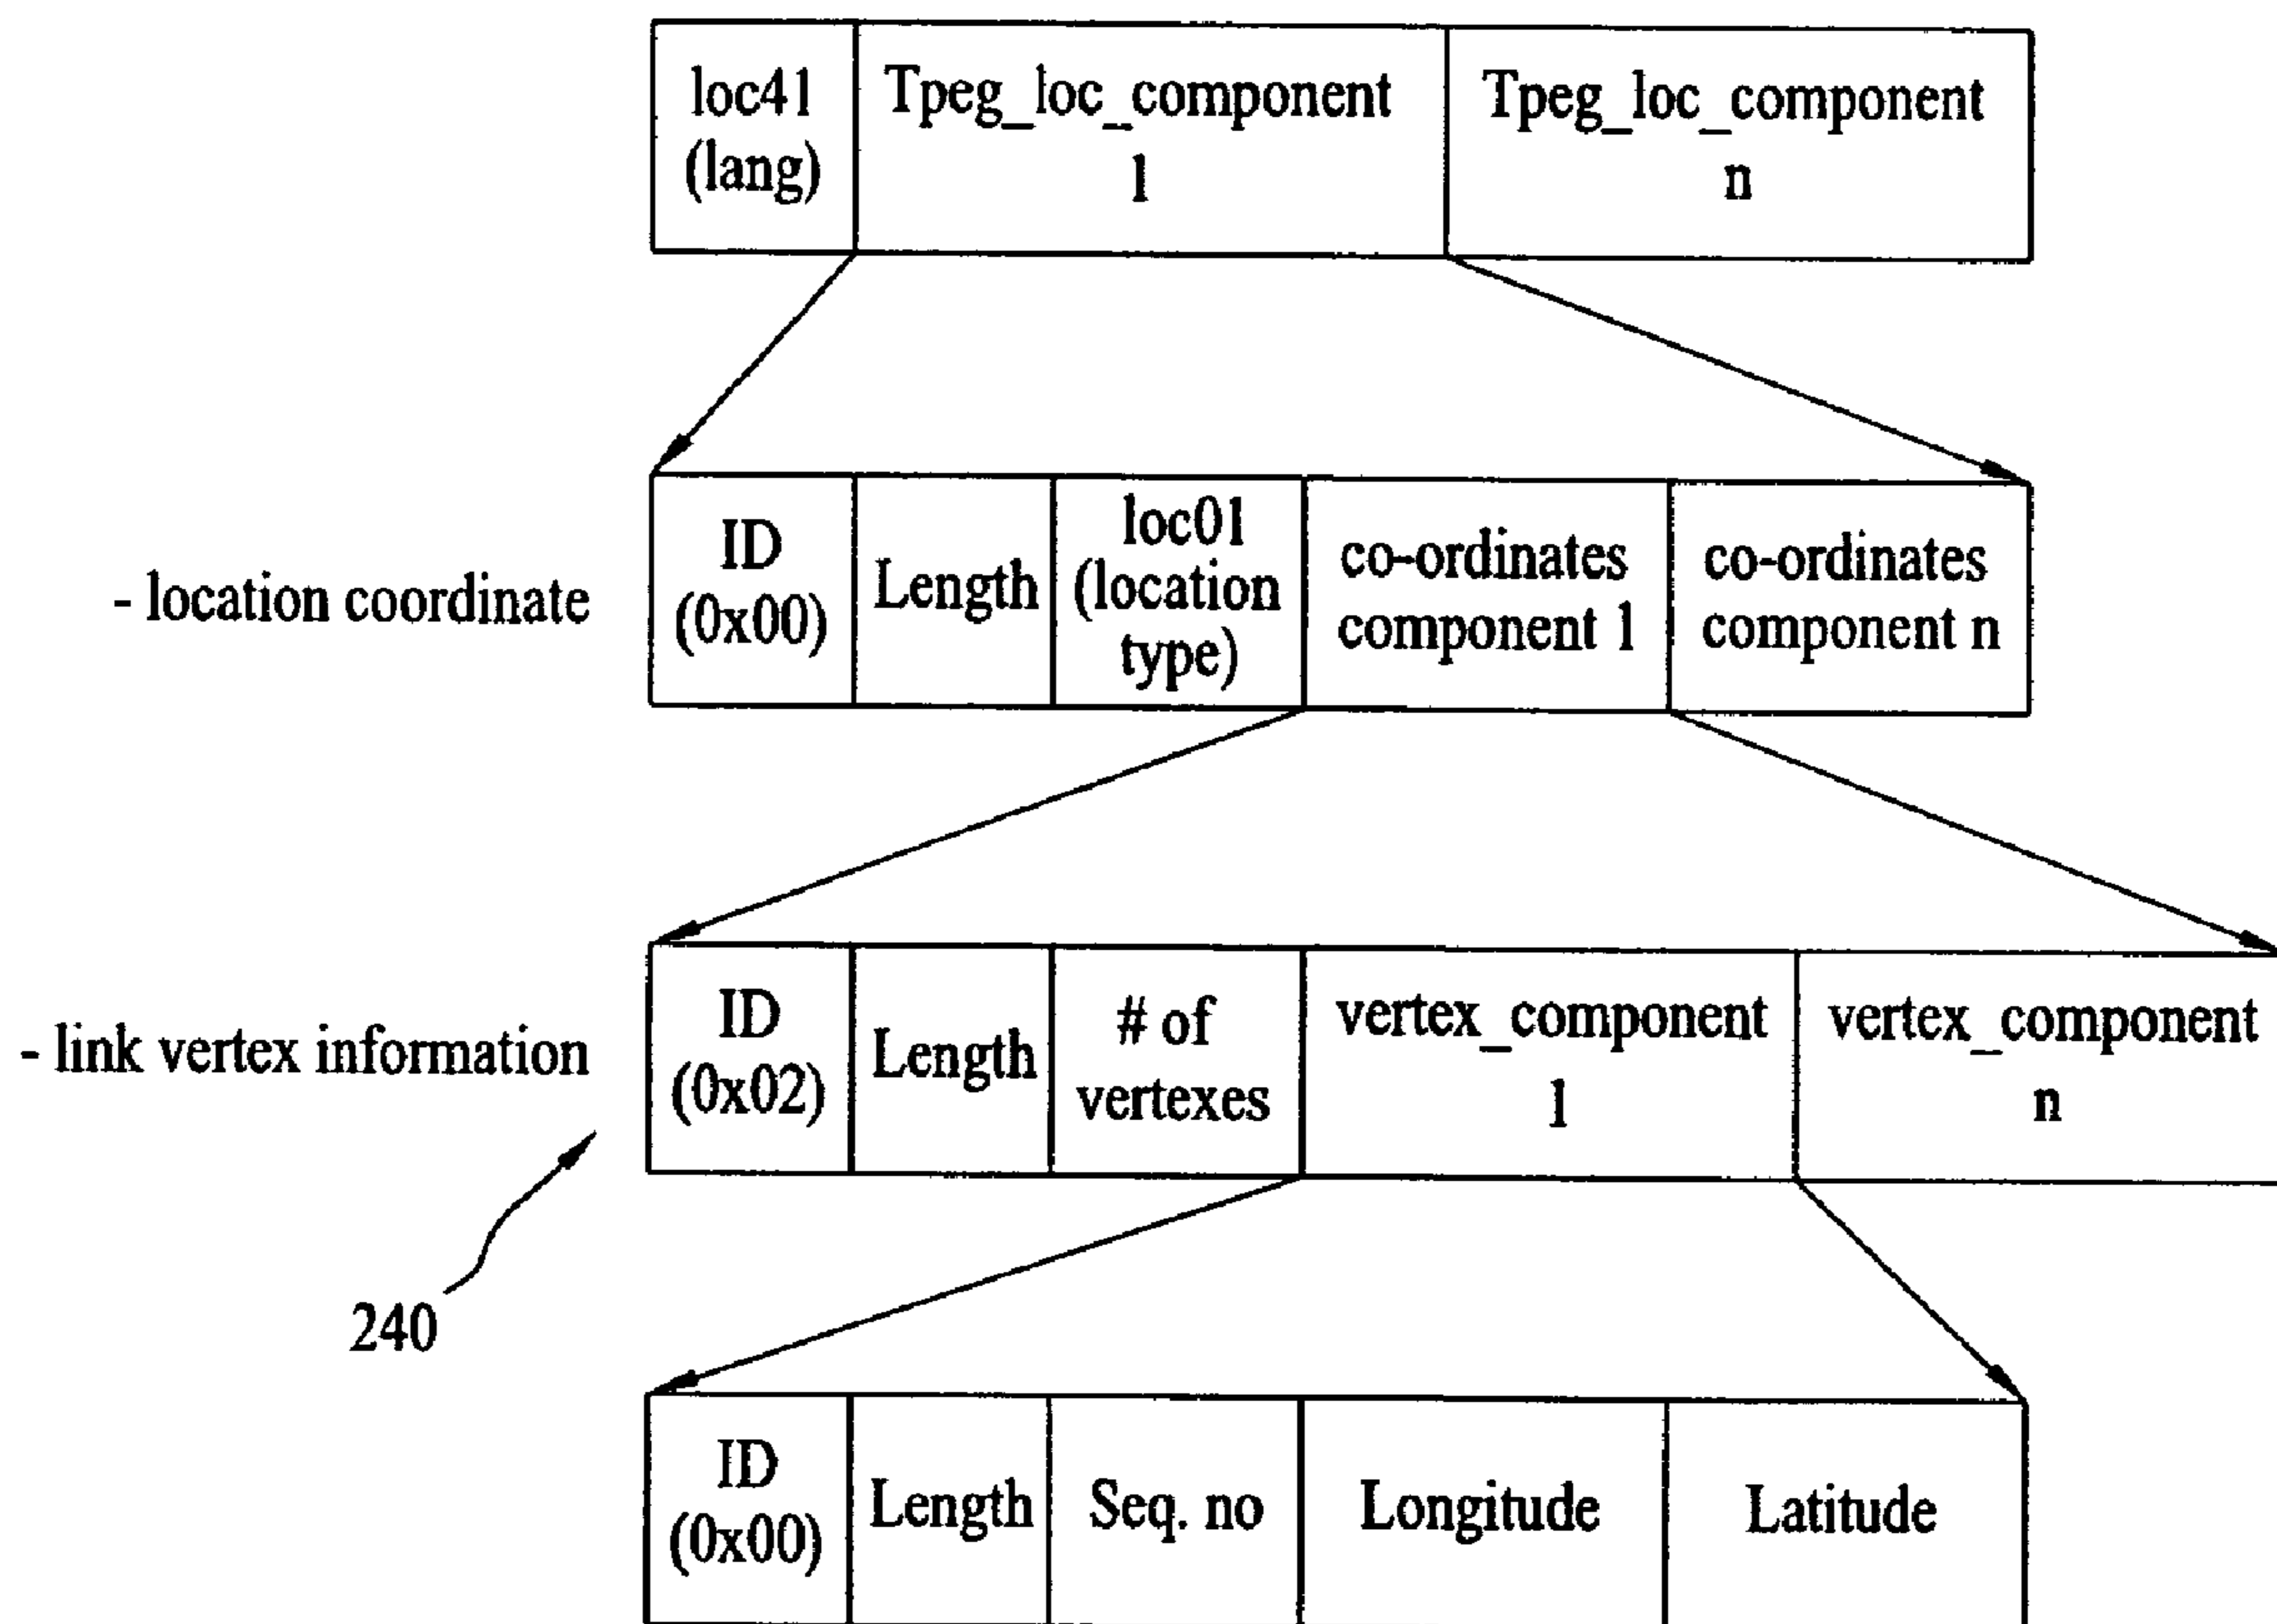 loc41
(lang)
Tpeg_loc_component
1
Tpeg_loc_component
n
- location coordinate
ID
(0x00)
Length
loc01
(location
type)
co-ordinates
component 1
co-ordinates
component n
- link vertex information
ID
(0x02)
Length
# of
vertexes
vertex_component
1
vertex_component
n
240
ID
(0x00)
Length
Seq. no
Longitude
Latitude